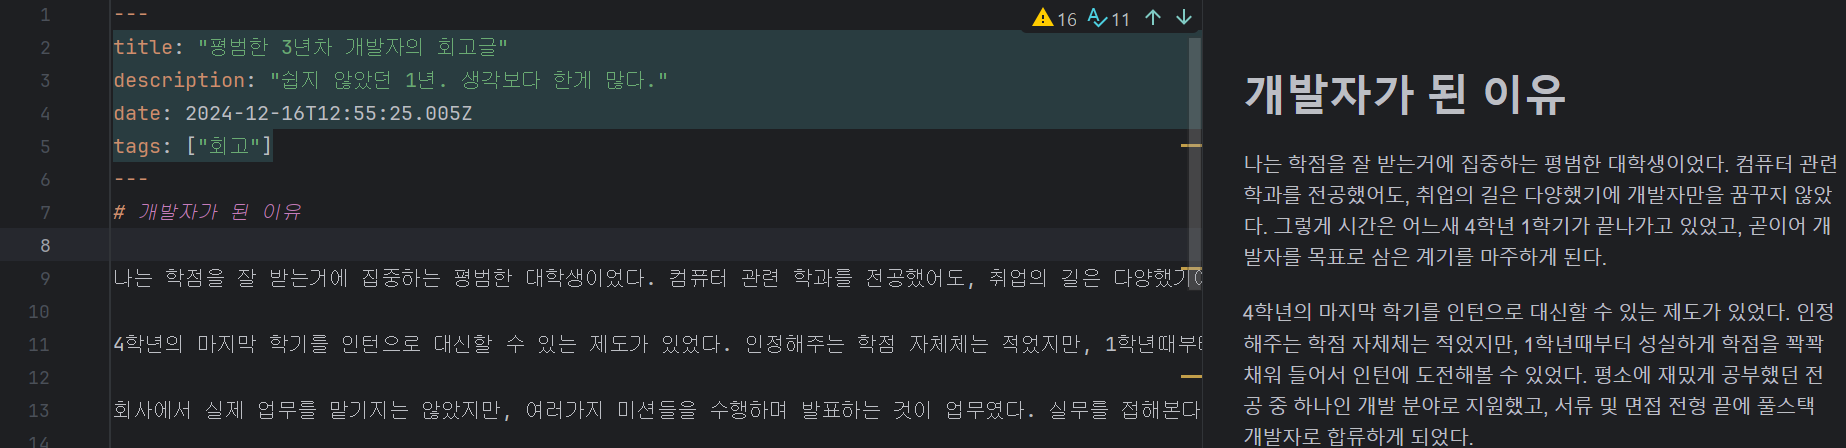 1 ---
2 title: "평범한 3년차 개발자의 회고글"
3 description: "쉽지 않았던 1년. 생각보다 한게 많다."
4 date: 2024-12-16T12:55:25.005Z
5 tags: ["회고"]
6 ---
7 # 개발자가 된 이유
8
9 나는 학점을 잘 받는거에 집중하는 평범한 대학생이었다. 컴퓨터 관련 학과를 전공했어도, 취업의 길은 다양했기에
10
11 4학년의 마지막 학기를 인턴으로 대신할 수 있는 제도가 있었다. 인정해주는 학점 자체체는 적었지만, 1학년때부터
12
13 회사에서 실제 업무를 맡기지는 않았지만, 여러가지 미션들을 수행하며 발표하는 것이 업무였다. 실무를 접해본다
14
16 11
개발자가 된 이유
나는 학점을 잘 받는거에 집중하는 평범한 대학생이었다. 컴퓨터 관련
학과를 전공했어도, 취업의 길은 다양했기에 개발자만을 꿈꾸지 않았
다. 그렇게 시간은 어느새 4학년 1학기가 끝나가고 있었고, 곧이어 개
발자를 목표로 삼은 계기를 마주하게 된다.
4학년의 마지막 학기를 인턴으로 대신할 수 있는 제도가 있었다. 인정
해주는 학점 자체체는 적었지만, 1학년때부터 성실하게 학점을 꽉꽉
채워 들어서 인턴에 도전해볼 수 있었다. 평소에 재밌게 공부했던 전
공 중 하나인 개발 분야로 지원했고, 서류 및 면접 전형 끝에 풀스택
개발자로 합류하게 되었다.